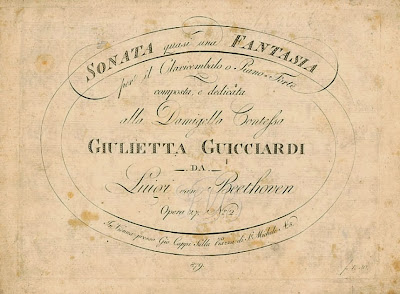 SONATA quasi una FANTASIA
per il Clavicembalo o Piano=Forte
composta, e dedicata
alla Damigella Contessa
GIULIETTA GUICCIARDI
DA
Luigi van Beethoven
Opera 27 No. 2.
In Vienna presso Gio. Cappi Sulla Piazza di St. Michele No. 5.